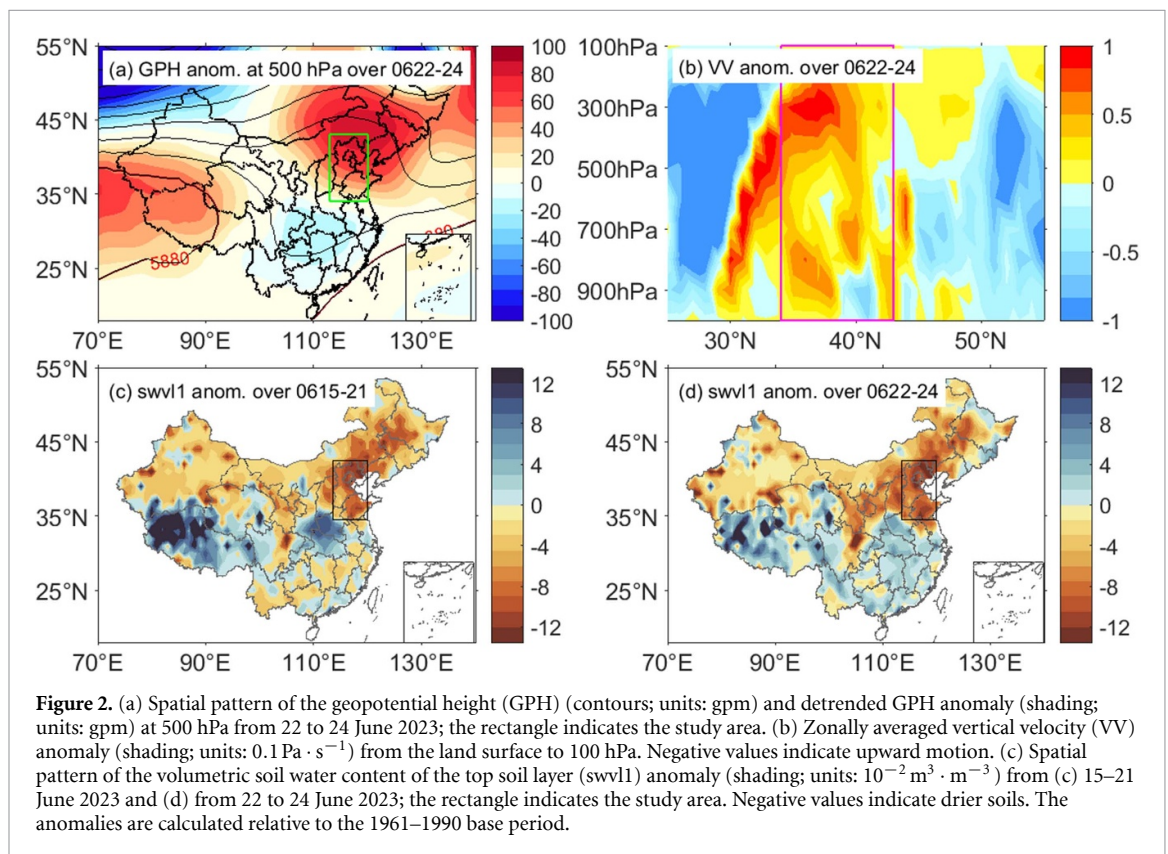 (a) GPH anom. at 500 hPa over 0622-24
55°N
45°N
35°N
25°N
70°E 90°E 110°E 130°E
5880
880
100
80
60
40
20
0
-20
-40
-60
-80
-100
(b) VV anom. over 0622-24
100hPa
300hPa
500hPa
700hPa
900hPa
30°N 40°N 50°N
1
0.5
0
-0.5
-1
(c) swvl1 anom. over 0615-21
55°N
45°N
35°N
25°N
70°E 90°E 110°E 130°E
12
8
4
0
-4
-8
-12
(d) swvl1 anom. over 0622-24
55°N
45°N
35°N
25°N
70°E 90°E 110°E 130°E
12
8
4
0
-4
-8
-12
Figure 2. (a) Spatial pattern of the geopotential height (GPH) (contours; units: gpm) and detrended GPH anomaly (shading;
units: gpm) at 500 hPa from 22 to 24 June 2023; the rectangle indicates the study area. (b) Zonally averaged vertical velocity (VV)
anomaly (shading; units: 0.1 Pa · s⁻¹) from the land surface to 100 hPa. Negative values indicate upward motion. (c) Spatial
pattern of the volumetric soil water content of the top soil layer (swvl1) anomaly (shading; units: 10⁻² m³ · m⁻³ ) from (c) 15–21
June 2023 and (d) from 22 to 24 June 2023; the rectangle indicates the study area. Negative values indicate drier soils. The
anomalies are calculated relative to the 1961–1990 base period.